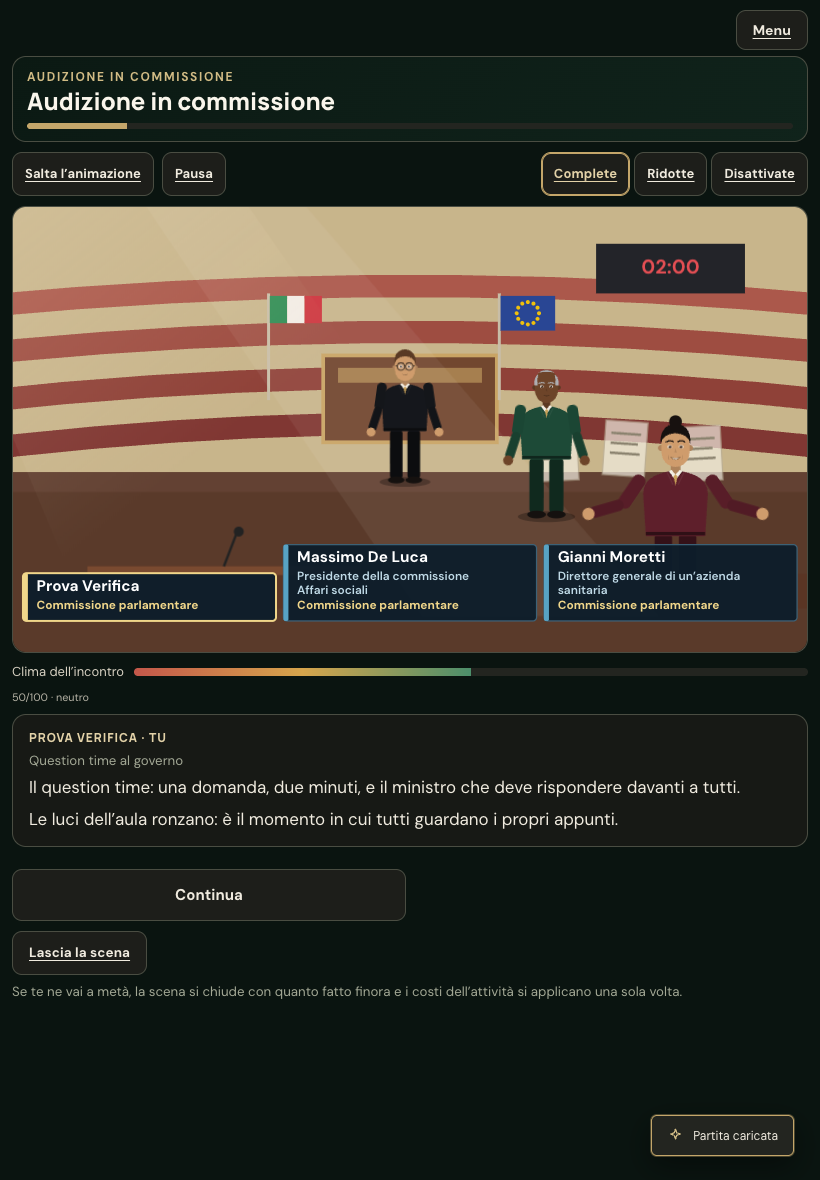 Menu
AUDIZIONE IN COMMISSIONE
Audizione in commissione
Salta l’animazione
Pausa
Complete
Ridotte
Disattivate
02:00
Prova Verifica
Commissione parlamentare
Massimo De Luca
Presidente della commissione
Affari sociali
Commissione parlamentare
Gianni Moretti
Direttore generale di un’azienda
sanitaria
Commissione parlamentare
Clima dell’incontro
50/100 · neutro
PROVA VERIFICA · TU
Question time al governo
Il question time: una domanda, due minuti, e il ministro che deve rispondere davanti a tutti.
Le luci dell’aula ronzano: è il momento in cui tutti guardano i propri appunti.
Continua
Lascia la scena
Se te ne vai a metà, la scena si chiude con quanto fatto finora e i costi dell’attività si applicano una sola volta.
Partita caricata